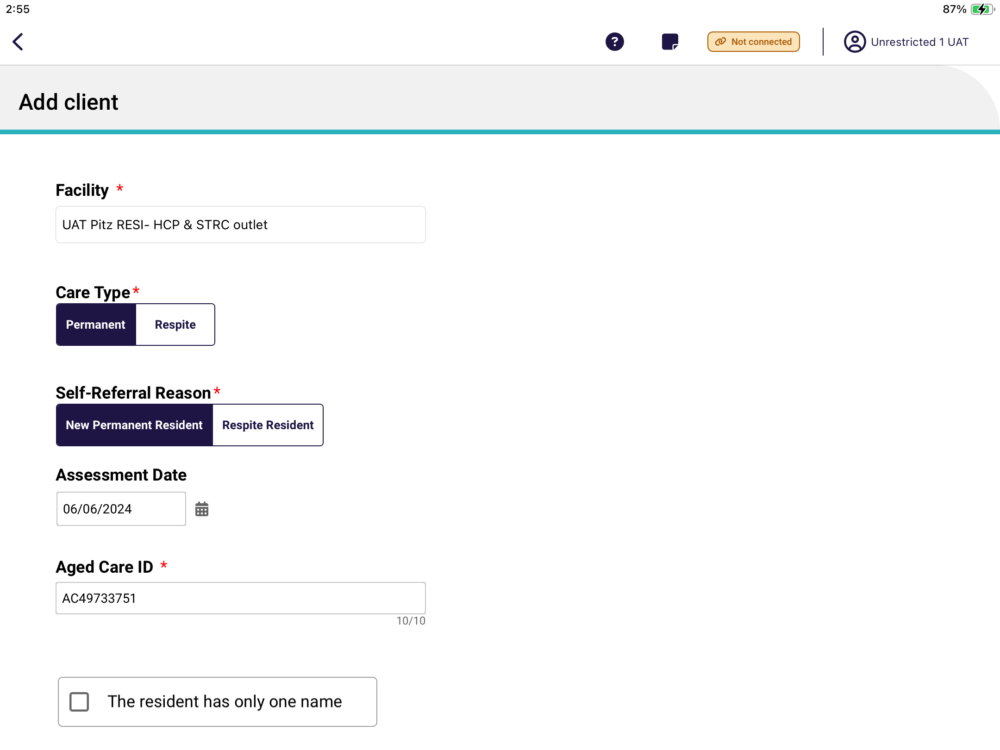 2:55
87%
?
Not connected
Unrestricted 1 UAT
Add client
Facility *
UAT Pitz RESI- HCP & STRC outlet
Care Type*
Permanent
Respite
Self-Referral Reason*
New Permanent Resident
Respite Resident
Assessment Date
06/06/2024
Aged Care ID *
AC49733751
10/10
The resident has only one name